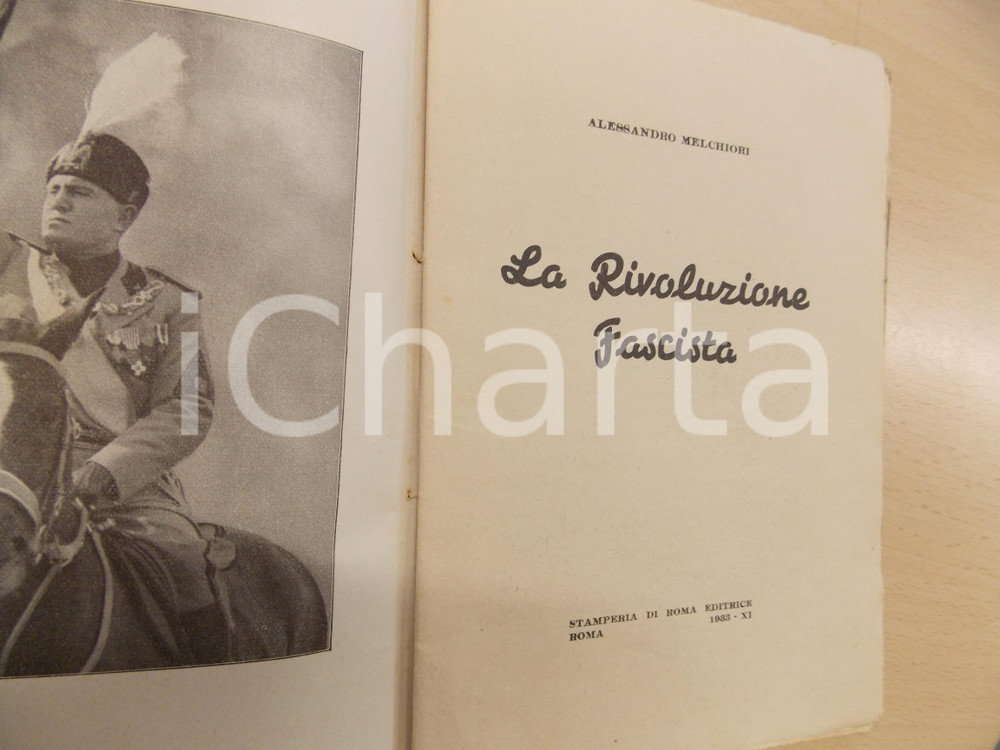 ALESSANDRO MELCHIORI
La Rivoluzione
Fascista
iCharta
STAMPERIA DI ROMA EDITRICE
ROMA 1933 - XI